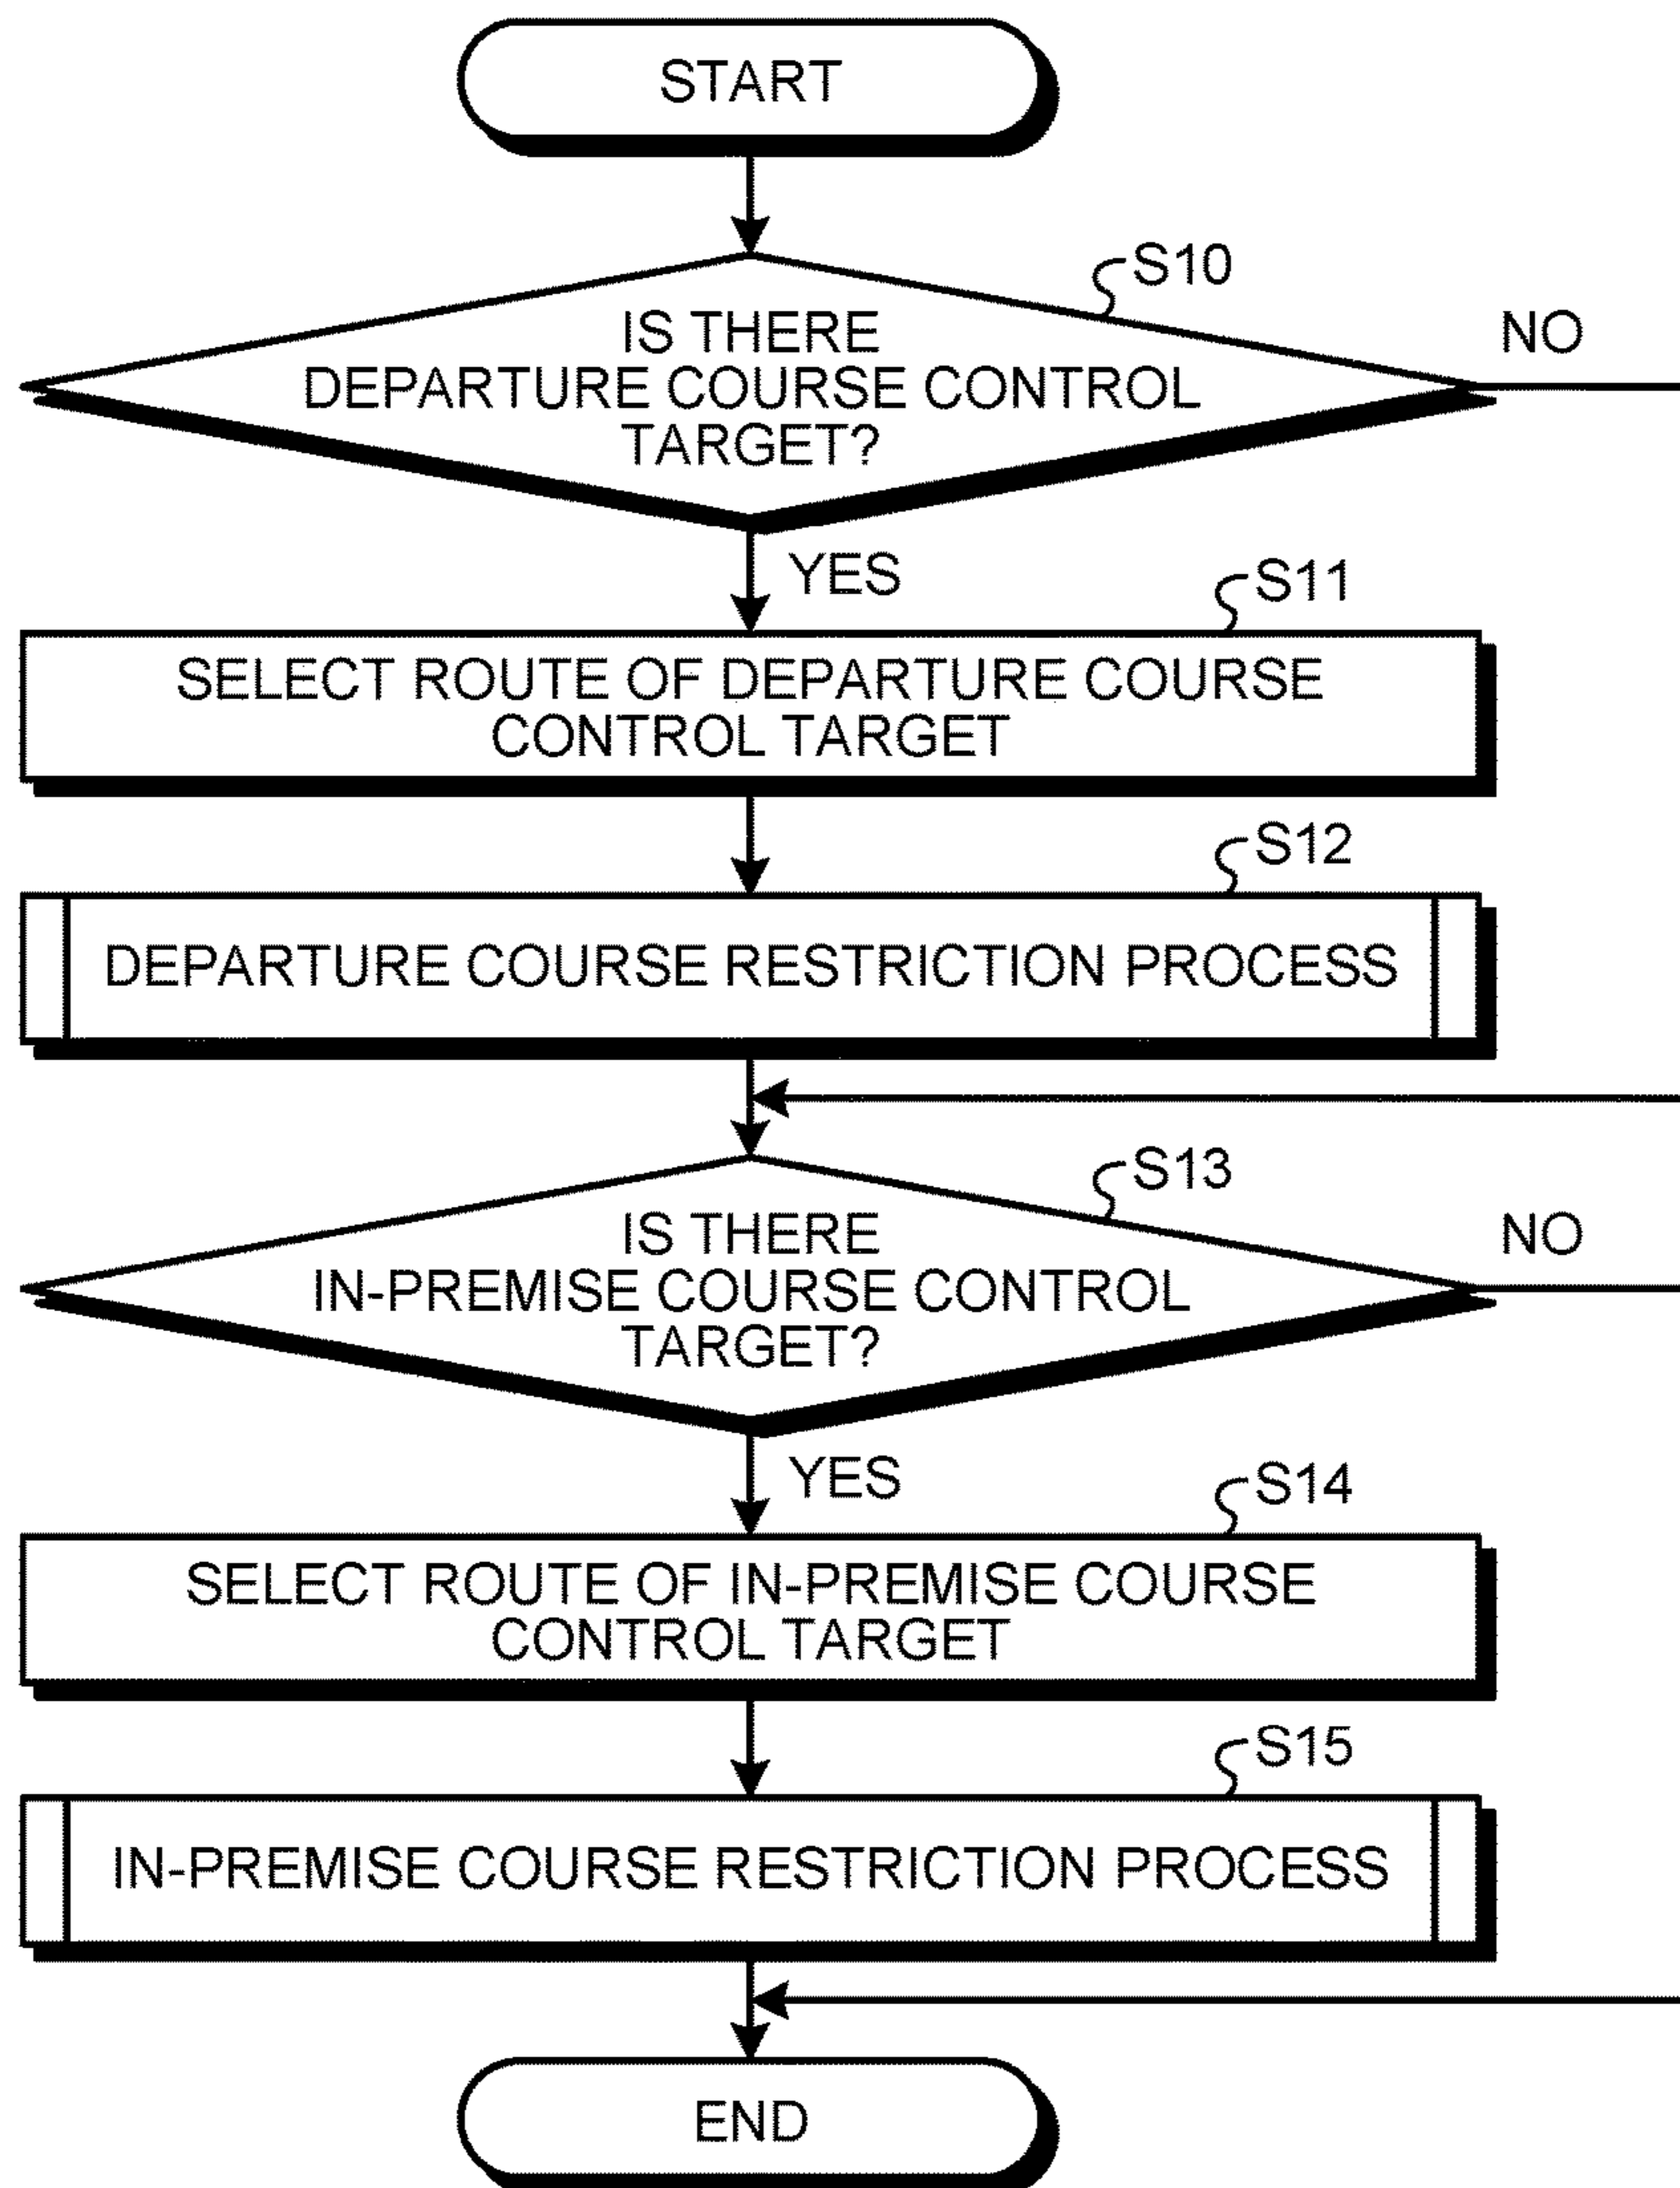 START
S10
IS THERE
DEPARTURE COURSE CONTROL
TARGET?
NO
YES
S11
SELECT ROUTE OF DEPARTURE COURSE
CONTROL TARGET
S12
DEPARTURE COURSE RESTRICTION PROCESS
S13
IS THERE
IN-PREMISE COURSE CONTROL
TARGET?
NO
YES
S14
SELECT ROUTE OF IN-PREMISE COURSE
CONTROL TARGET
S15
IN-PREMISE COURSE RESTRICTION PROCESS
END